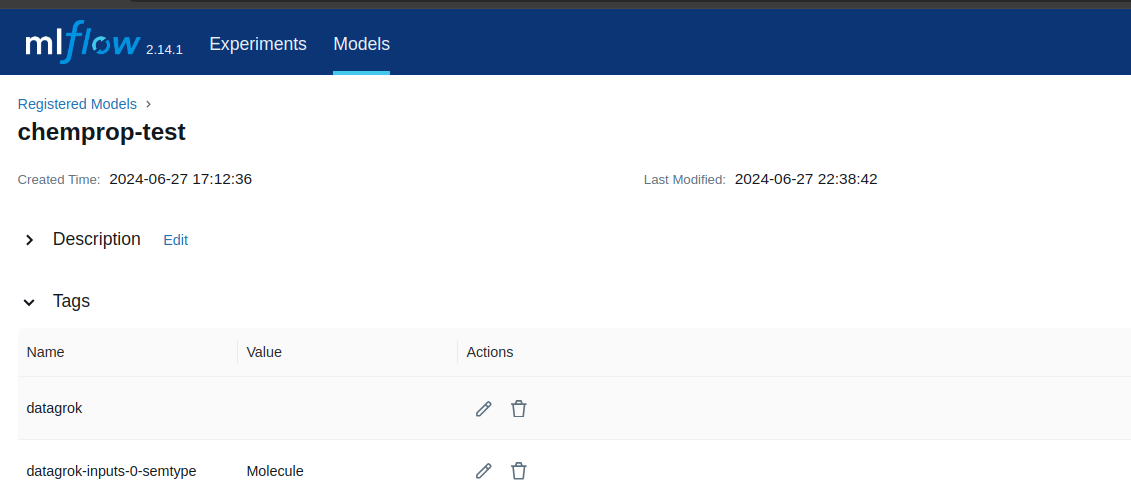 mlflow 2.14.1 Experiments Models
Registered Models
chemprop-test
Created Time: 2024-06-27 17:12:36 Last Modified: 2024-06-27 22:38:42
Description Edit
Tags
Name Value Actions
datagrok
datagrok-inputs-0-semtype Molecule